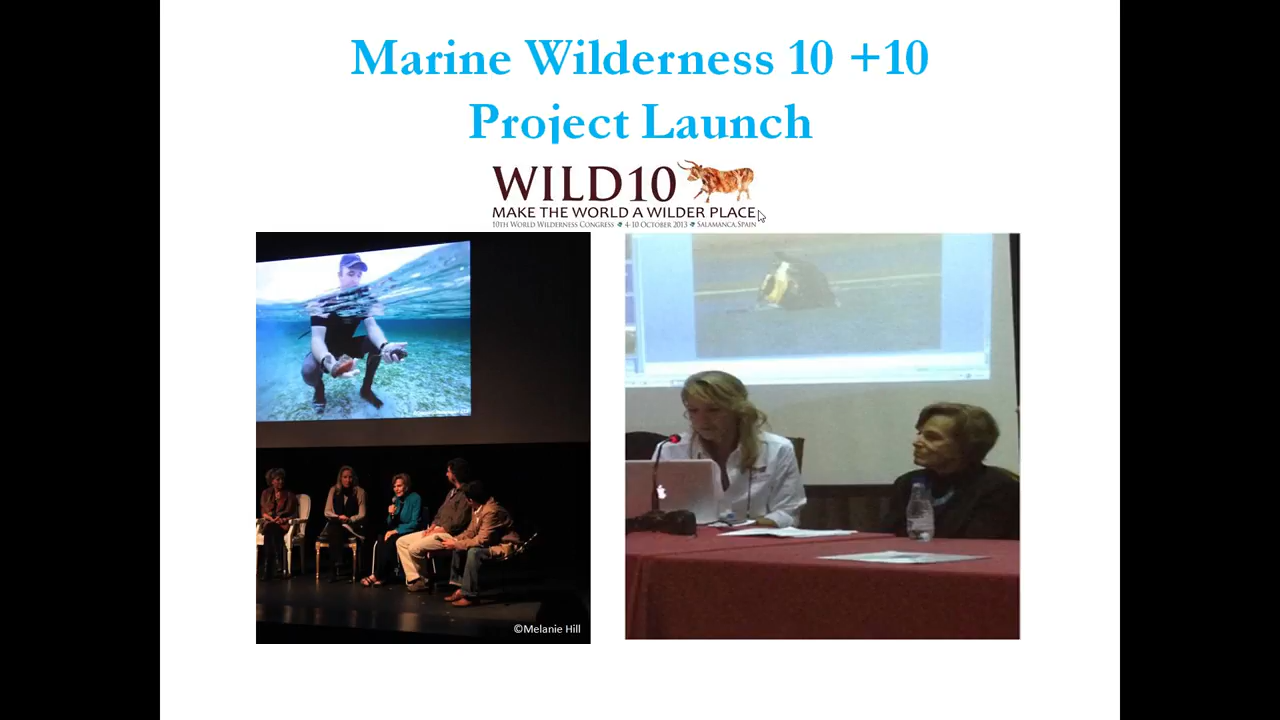 Marine Wilderness 10 +10
Project Launch
WILD10
MAKE THE WORLD A WILDER PLACE
10TH WORLD WILDERNESS CONGRESS 4-10 OCTOBER 2013 SALAMANCA, SPAIN
©Melanie Hill